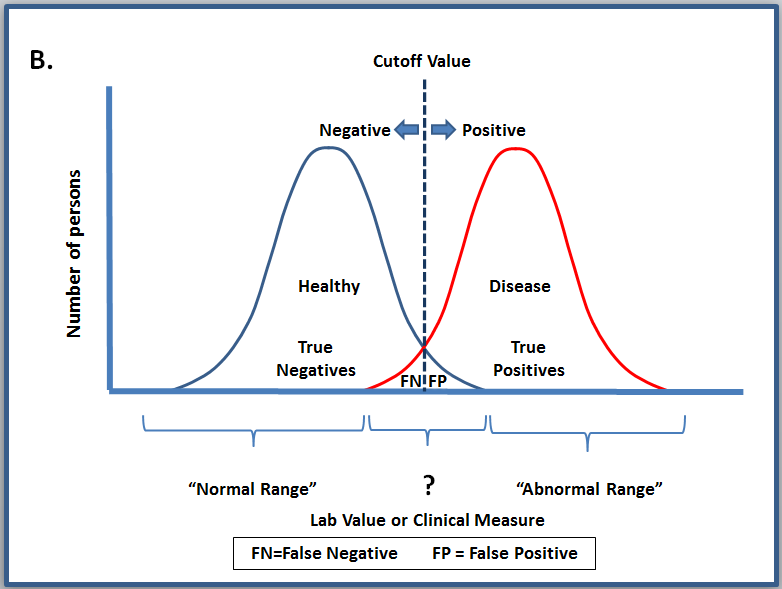 B.
Cutoff Value
Negative
Positive
Number of persons
Healthy
Disease
True
Negatives
True
Positives
FN
FP
“Normal Range”
?
“Abnormal Range”
Lab Value or Clinical Measure
FN=False Negative FP = False Positive